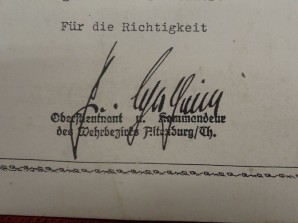 Für die Richtigkeit
Oberstleutnant u. Kommandeur
des Wehrbezirks Altenburg/Th.